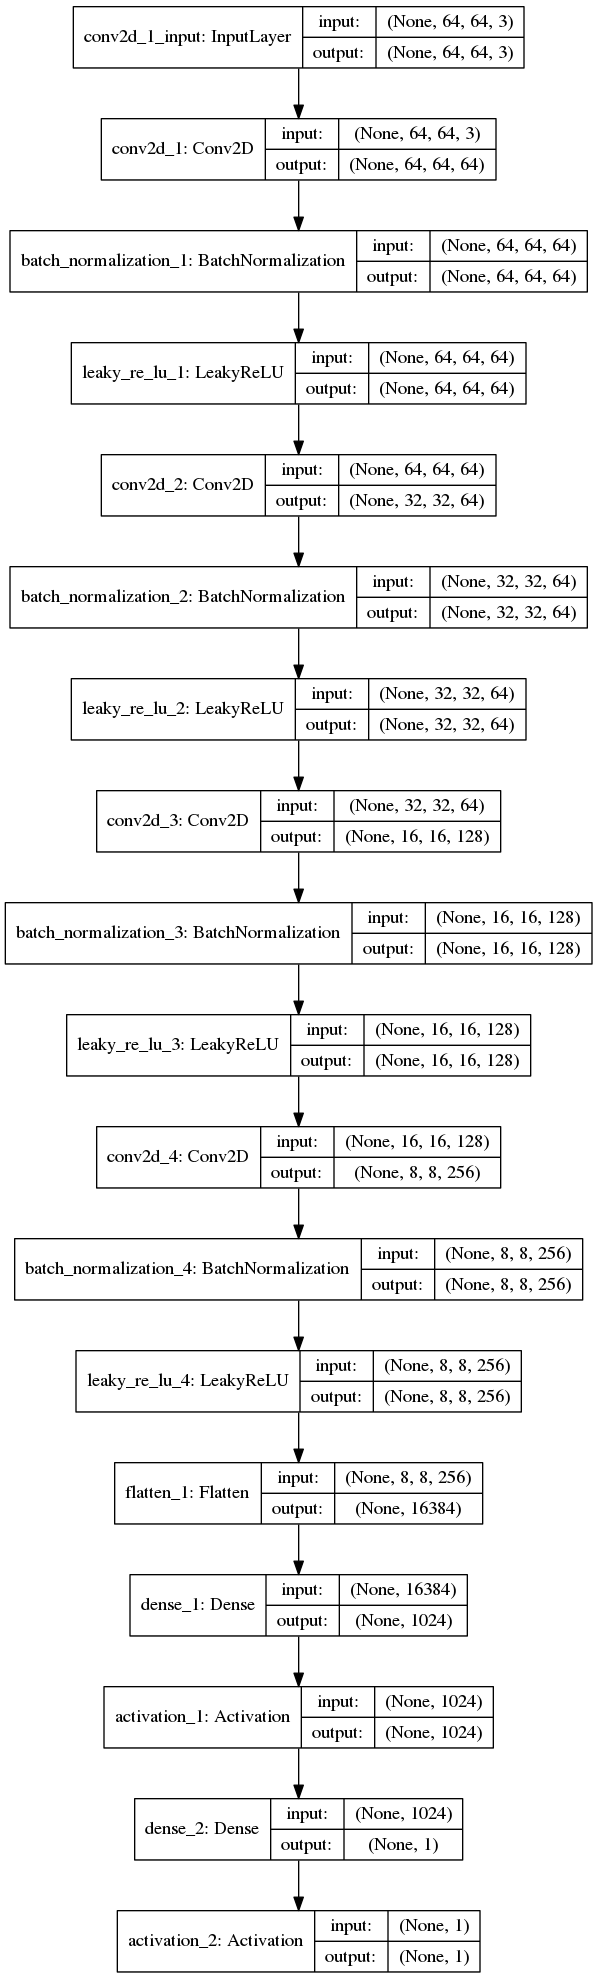 conv2d_1_input: InputLayer
input: (None, 64, 64, 3)
output: (None, 64, 64, 3)
conv2d_1: Conv2D
input: (None, 64, 64, 3)
output: (None, 64, 64, 64)
batch_normalization_1: BatchNormalization
input: (None, 64, 64, 64)
output: (None, 64, 64, 64)
leaky_re_lu_1: LeakyReLU
input: (None, 64, 64, 64)
output: (None, 64, 64, 64)
conv2d_2: Conv2D
input: (None, 64, 64, 64)
output: (None, 32, 32, 64)
batch_normalization_2: BatchNormalization
input: (None, 32, 32, 64)
output: (None, 32, 32, 64)
leaky_re_lu_2: LeakyReLU
input: (None, 32, 32, 64)
output: (None, 32, 32, 64)
conv2d_3: Conv2D
input: (None, 32, 32, 64)
output: (None, 16, 16, 128)
batch_normalization_3: BatchNormalization
input: (None, 16, 16, 128)
output: (None, 16, 16, 128)
leaky_re_lu_3: LeakyReLU
input: (None, 16, 16, 128)
output: (None, 16, 16, 128)
conv2d_4: Conv2D
input: (None, 16, 16, 128)
output: (None, 8, 8, 256)
batch_normalization_4: BatchNormalization
input: (None, 8, 8, 256)
output: (None, 8, 8, 256)
leaky_re_lu_4: LeakyReLU
input: (None, 8, 8, 256)
output: (None, 8, 8, 256)
flatten_1: Flatten
input: (None, 8, 8, 256)
output: (None, 16384)
dense_1: Dense
input: (None, 16384)
output: (None, 1024)
activation_1: Activation
input: (None, 1024)
output: (None, 1024)
dense_2: Dense
input: (None, 1024)
output: (None, 1)
activation_2: Activation
input: (None, 1)
output: (None, 1)